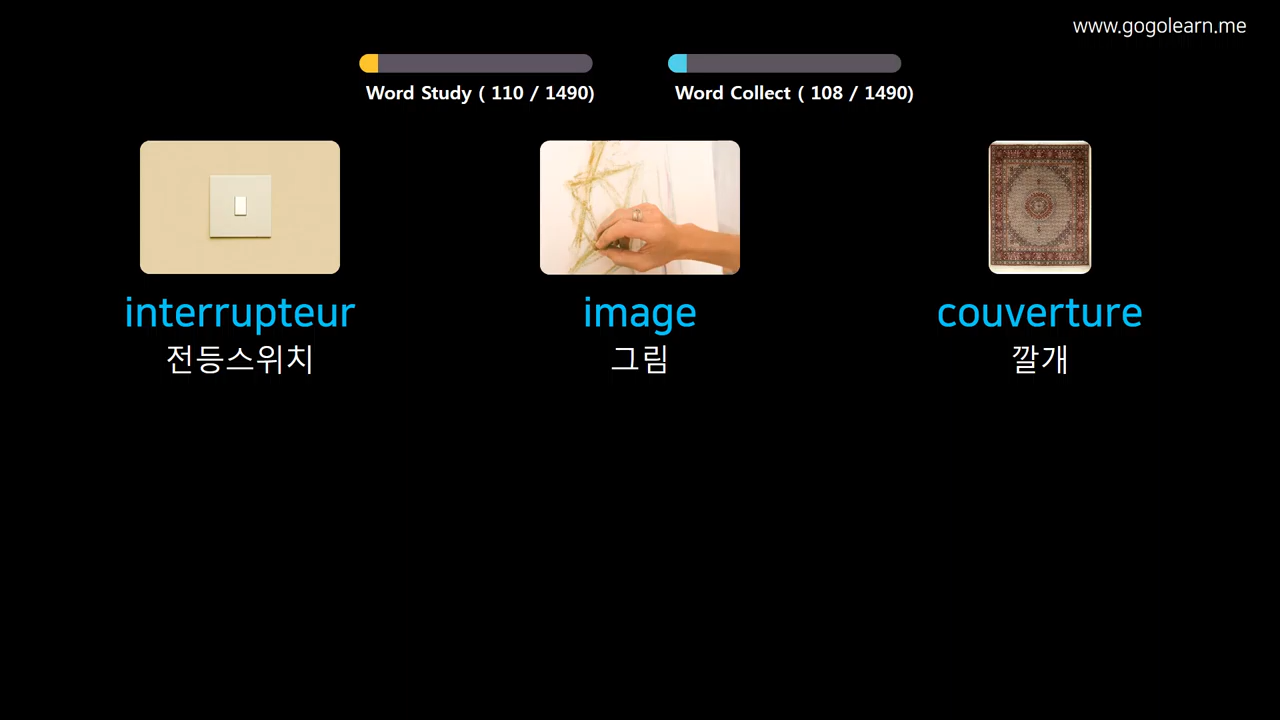 www.gogolearn.me
Word Study ( 110 / 1490)
Word Collect ( 108 / 1490)
interrupteur
전등스위치
image
그림
couverture
깔개